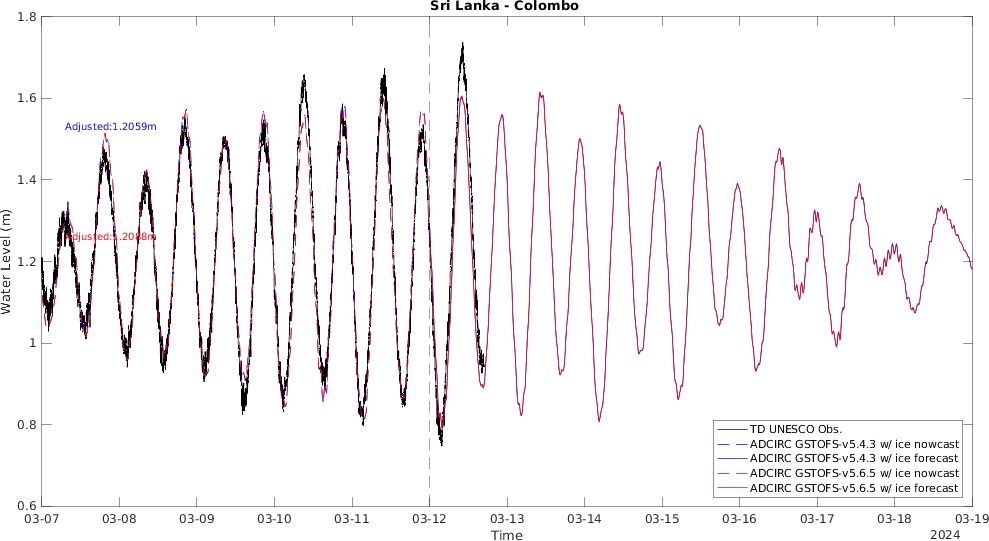 Sri Lanka - Colombo
1.8
1.6
1.4
1.2
1
0.8
0.6
Water Level (m)
Adjusted:1.2059m
Adjusted:1.2088m
TD UNESCO Obs.
ADCIRC GSTOFS-v5.4.3 w/ ice nowcast
ADCIRC GSTOFS-v5.4.3 w/ ice forecast
ADCIRC GSTOFS-v5.6.5 w/ ice nowcast
ADCIRC GSTOFS-v5.6.5 w/ ice forecast
03-07 03-08 03-09 03-10 03-11 03-12 03-13 03-14 03-15 03-16 03-17 03-18 03-19
Time
2024